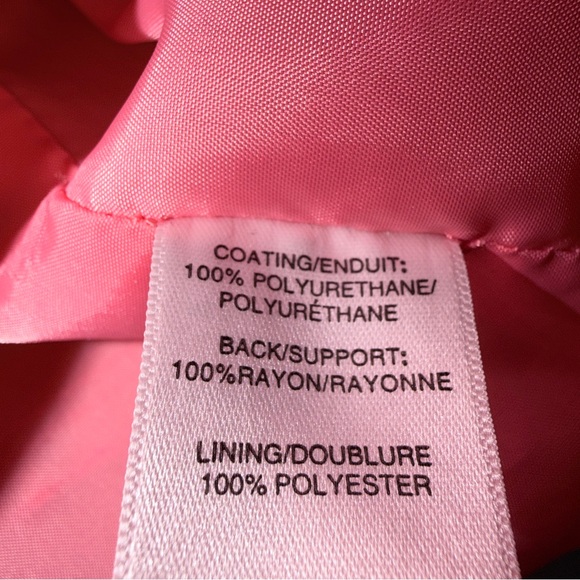 COATING/ENDUIT:
100% POLYURETHANE/
POLYURÉTHANE
BACK/SUPPORT:
100%RAYON/RAYONNE
LINING/DOUBLURE
100% POLYESTER